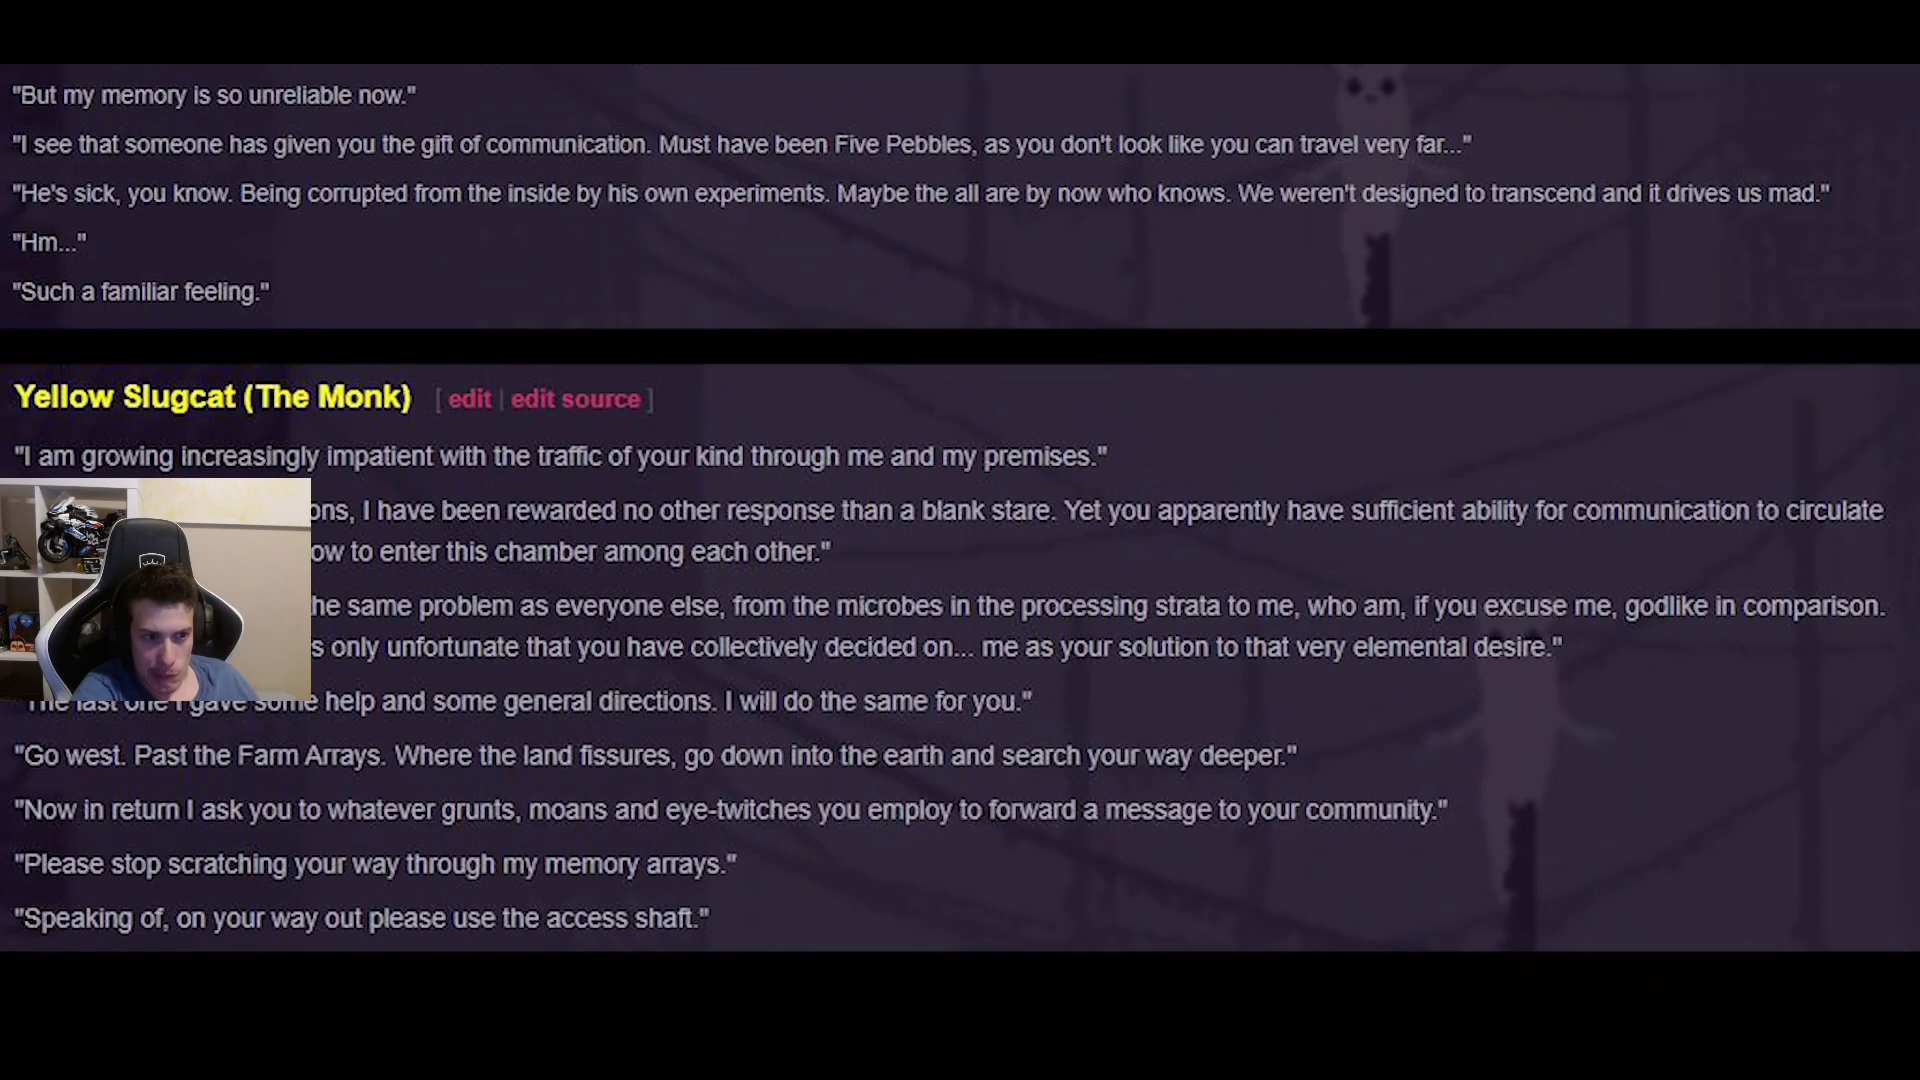 "But my memory is so unreliable now."
"I see that someone has given you the gift of communication. Must have been Five Pebbles, as you don't look like you can travel very far..."
"He's sick, you know. Being corrupted from the inside by his own experiments. Maybe the all are by now who knows. We weren't designed to transcend and it drives us mad."
"Hm..."
"Such a familiar feeling."
Yellow Slugcat (The Monk) [ edit | edit source ]
"I am growing increasingly impatient with the traffic of your kind through me and my premises."
ons, I have been rewarded no other response than a blank stare. Yet you apparently have sufficient ability for communication to circulate
ow to enter this chamber among each other."
he same problem as everyone else, from the microbes in the processing strata to me, who am, if you excuse me, godlike in comparison.
s only unfortunate that you have collectively decided on... me as your solution to that very elemental desire."
"The last one I gave some help and some general directions. I will do the same for you."
"Go west. Past the Farm Arrays. Where the land fissures, go down into the earth and search your way deeper."
"Now in return I ask you to whatever grunts, moans and eye-twitches you employ to forward a message to your community."
"Please stop scratching your way through my memory arrays."
"Speaking of, on your way out please use the access shaft."